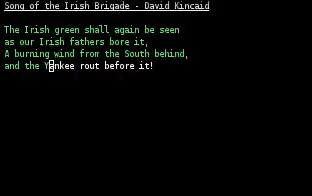 Song of the Irish Brigade - David Kincaid
The Irish green shall again be seen
as our Irish fathers bore it,
A burning wind from the South behind,
and the Yankee rout before it!